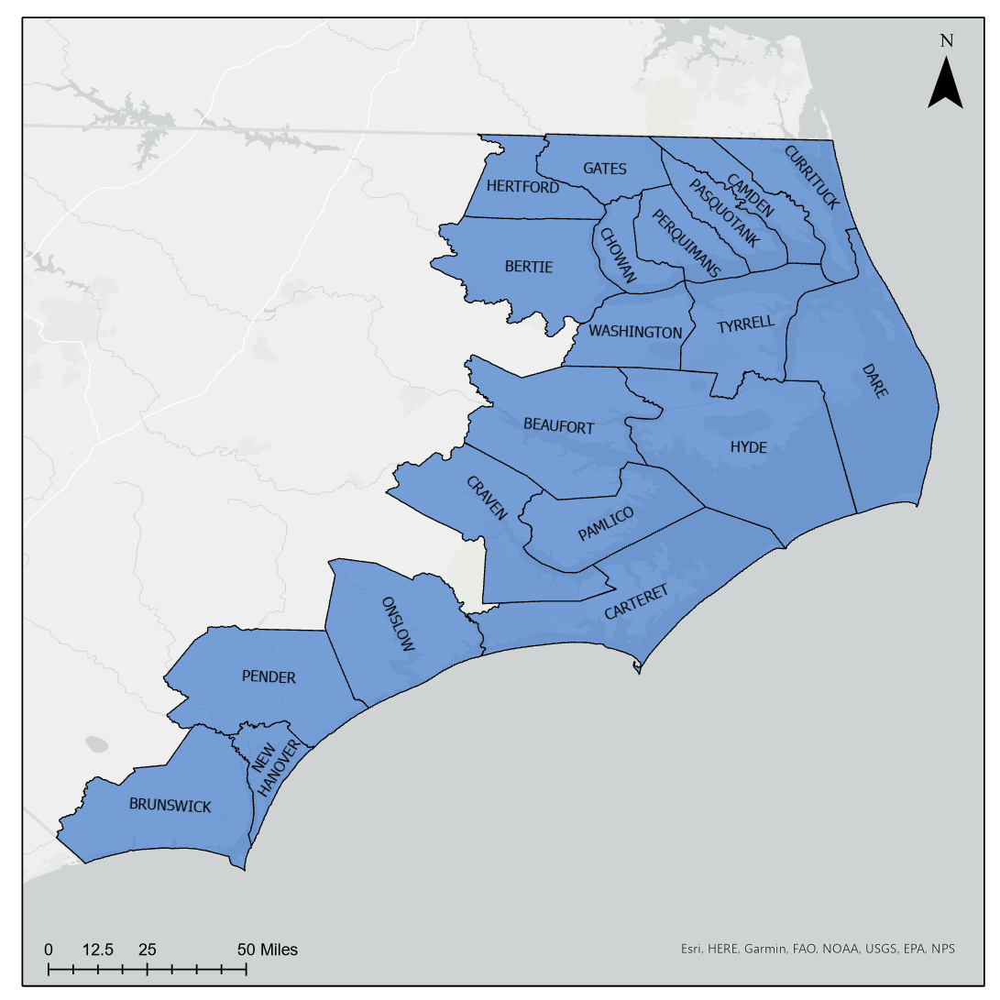 N
GATES
HERTFORD
CURRITUCK
CAMDEN
PASQUOTANK
PERQUIMANS
CHOWAN
BERTIE
WASHINGTON
TYRRELL
DARE
BEAUFORT
HYDE
CRAVEN
PAMLICO
CARTERET
ONSLOW
PENDER
NEW
HANOVER
BRUNSWICK
0 12.5 25 50 Miles
Esri, HERE, Garmin, FAO, NOAA, USGS, EPA, NPS